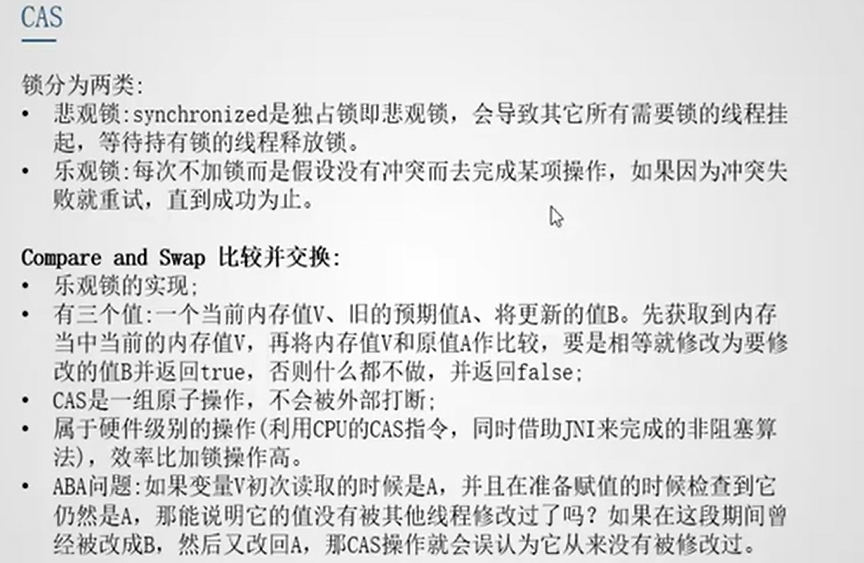 CAS
锁分为两类:
• 悲观锁:synchronized是独占锁即悲观锁，会导致其它所有需要锁的线程挂
起，等待持有锁的线程释放锁。
• 乐观锁:每次不加锁而是假设没有冲突而去完成某项操作，如果因为冲突失
败就重试，直到成功为止。
Compare and Swap 比较并交换:
• 乐观锁的实现;
• 有三个值:一个当前内存值V、旧的预期值A、将更新的值B。先获取到内存
当中当前的内存值V，再将内存值V和原值A作比较，要是相等就修改为要修
改的值B并返回true，否则什么都不做，并返回false;
• CAS是一组原子操作，不会被外部打断;
• 属于硬件级别的操作(利用CPU的CAS指令，同时借助JNI来完成的非阻塞算
法)，效率比加锁操作高。
• ABA问题:如果变量V初次读取的时候是A，并且在准备赋值的时候检查到它
仍然是A，那能说明它的值没有被其他线程修改过了吗？如果在这段期间曾
经被改成B，然后又改回A，那CAS操作就会误认为它从来没有被修改过。